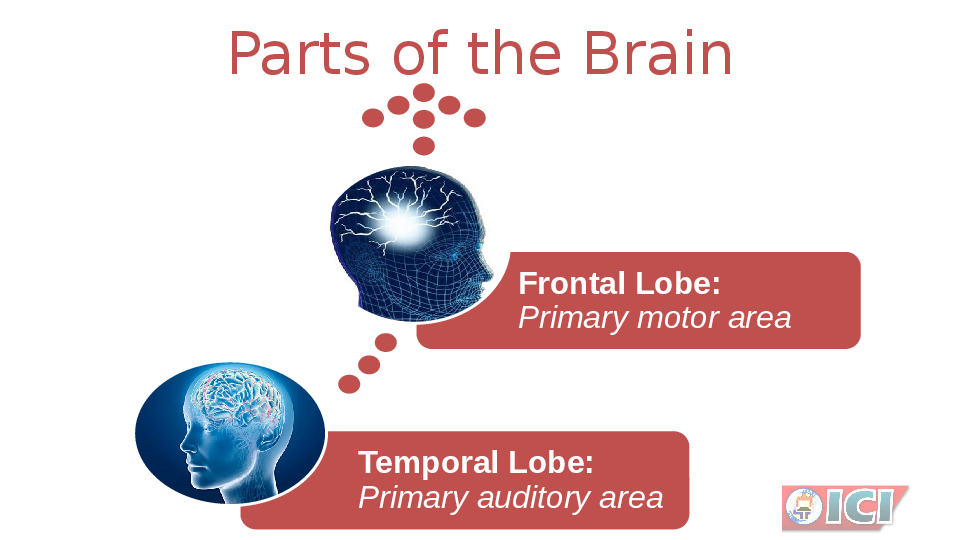 Parts of the Brain
Frontal Lobe:
Primary motor area
Temporal Lobe:
Primary auditory area
ICI